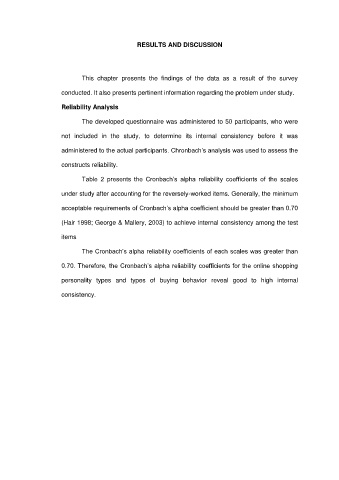 RESULTS AND DISCUSSION
This chapter presents the findings of the data as a result of the survey
conducted. It also presents pertinent information regarding the problem under study.
Reliability Analysis
The developed questionnaire was administered to 50 participants, who were
not included in the study, to determine its internal consistency before it was
administered to the actual participants. Chronbach's analysis was used to assess the
constructs reliability.
Table 2 presents the Cronbach's alpha reliability coefficients of the scales
under study after accounting for the reversely-worked items. Generally, the minimum
acceptable requirements of Cronbach's alpha coefficient should be greater than 0.70
(Hair 1998; George & Mallery, 2003) to achieve internal consistency among the test
items
The Cronbach's alpha reliability coefficients of each scales was greater than
0.70. Therefore, the Cronbach's alpha reliability coefficients for the online shopping
personality types and types of buying behavior reveal good to high internal
consistency.